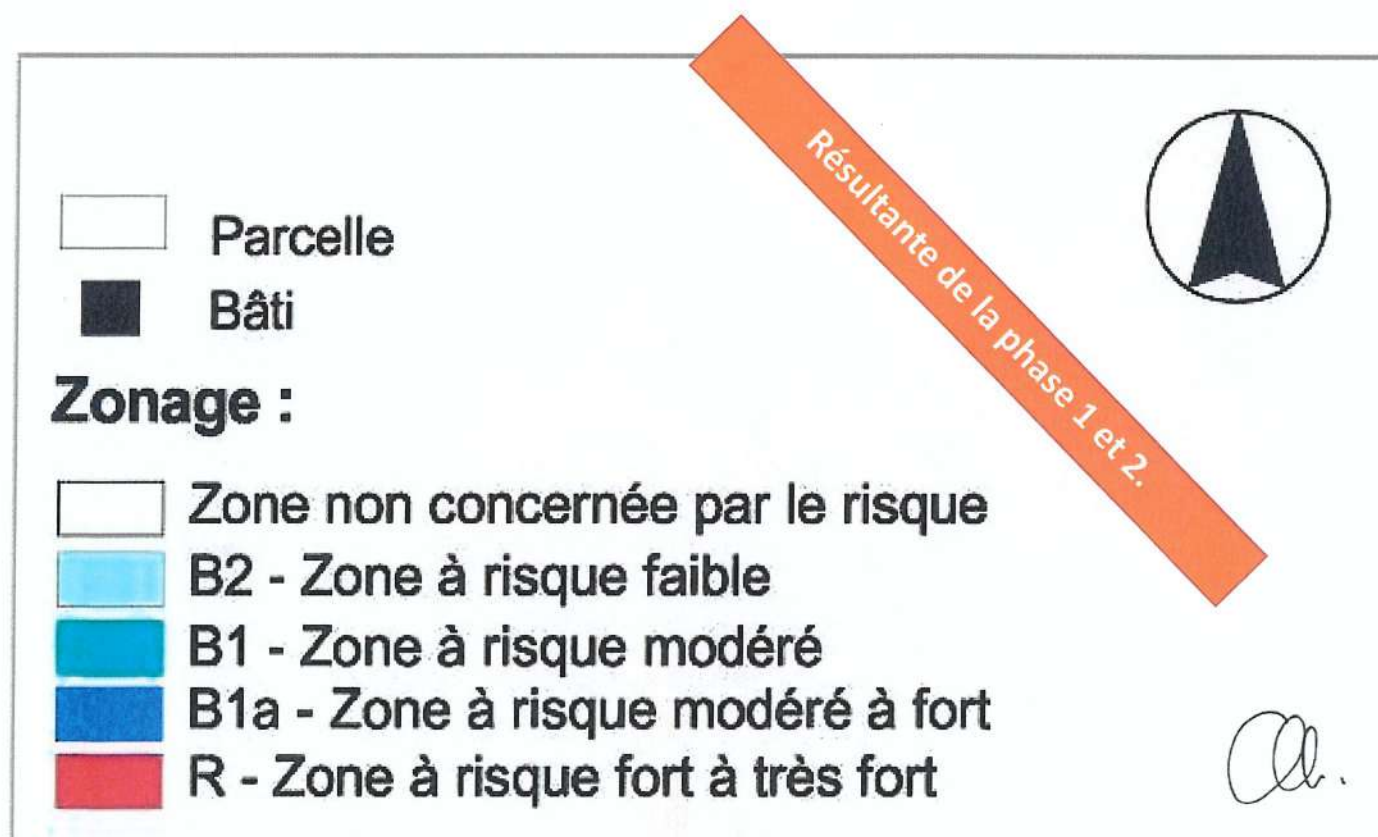 Résultante de la phase 1 et 2.
Parcelle
Bâti
Zonage :
Zone non concernée par le risque
B2 - Zone à risque faible
B1 - Zone à risque modéré
B1a - Zone à risque modéré à fort
R - Zone à risque fort à très fort